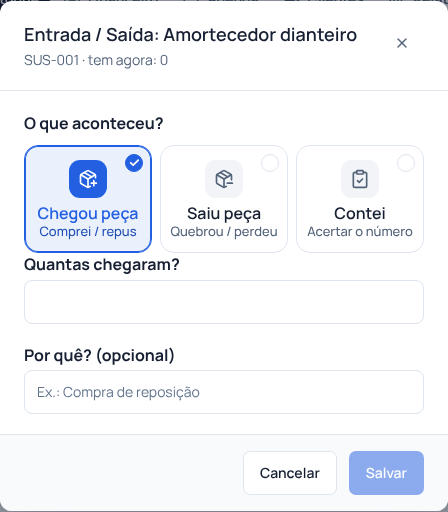 Entrada / Saída: Amortecedor dianteiro
SUS-001 · tem agora: 0
O que aconteceu?
Chegou peça
Comprei / repus
Saiu peça
Quebrou / perdeu
Contei
Acertar o número
Quantas chegaram?
Por quê? (opcional)
Ex.: Compra de reposição
Cancelar
Salvar